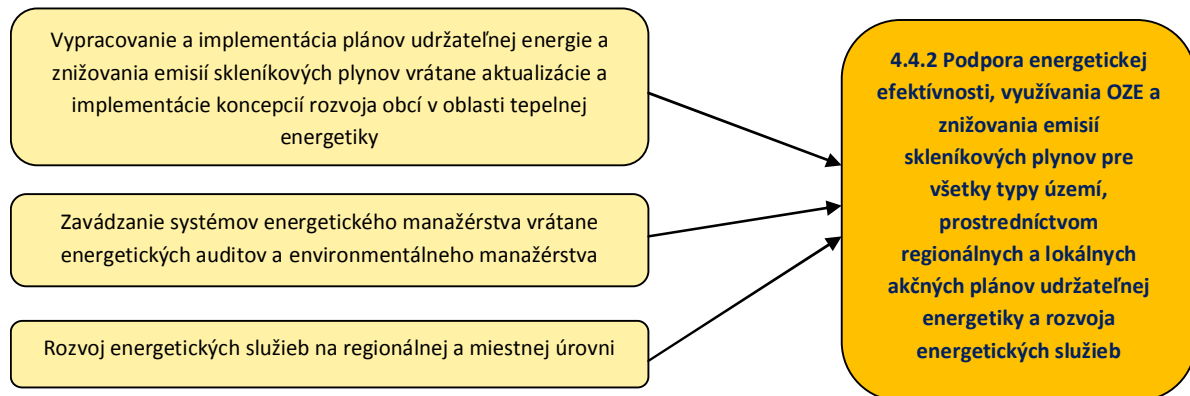 Vypracovanie a implementácia plánov udržateľnej energie a
znižovania emisií skleníkových plynov vrátane aktualizácie a
implementácie koncepcií rozvoja obcí v oblasti tepelnej
energetiky
Zavádzanie systémov energetického manažérstva vrátane
energetických auditov a environmentálneho manažérstva
Rozvoj energetických služieb na regionálnej a miestnej úrovni
4.4.2 Podpora energetickej
efektívnosti, využívania OZE a
znižovania emisií
skleníkových plynov pre
všetky typy území,
prostredníctvom
regionálnych a lokálnych
akčných plánov udržateľnej
energetiky a rozvoja
energetických služieb